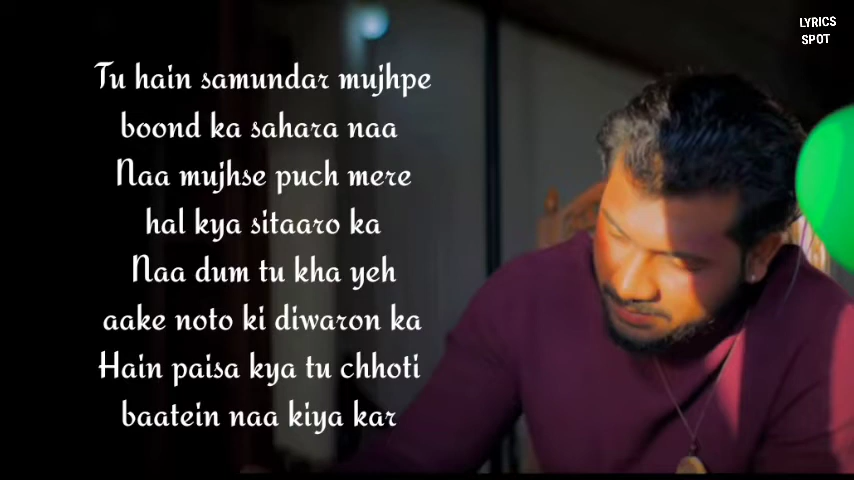 LYRICS
SPOT
Tu hain samundar mujhpe
boond ka sahara naa
Naa mujhse puch mere
hal kya sitaaro ka
Naa dum tu kha yeh
aake noto ki diwaron ka
Hain paisa kya tu chhoti
baatein naa kiya kar